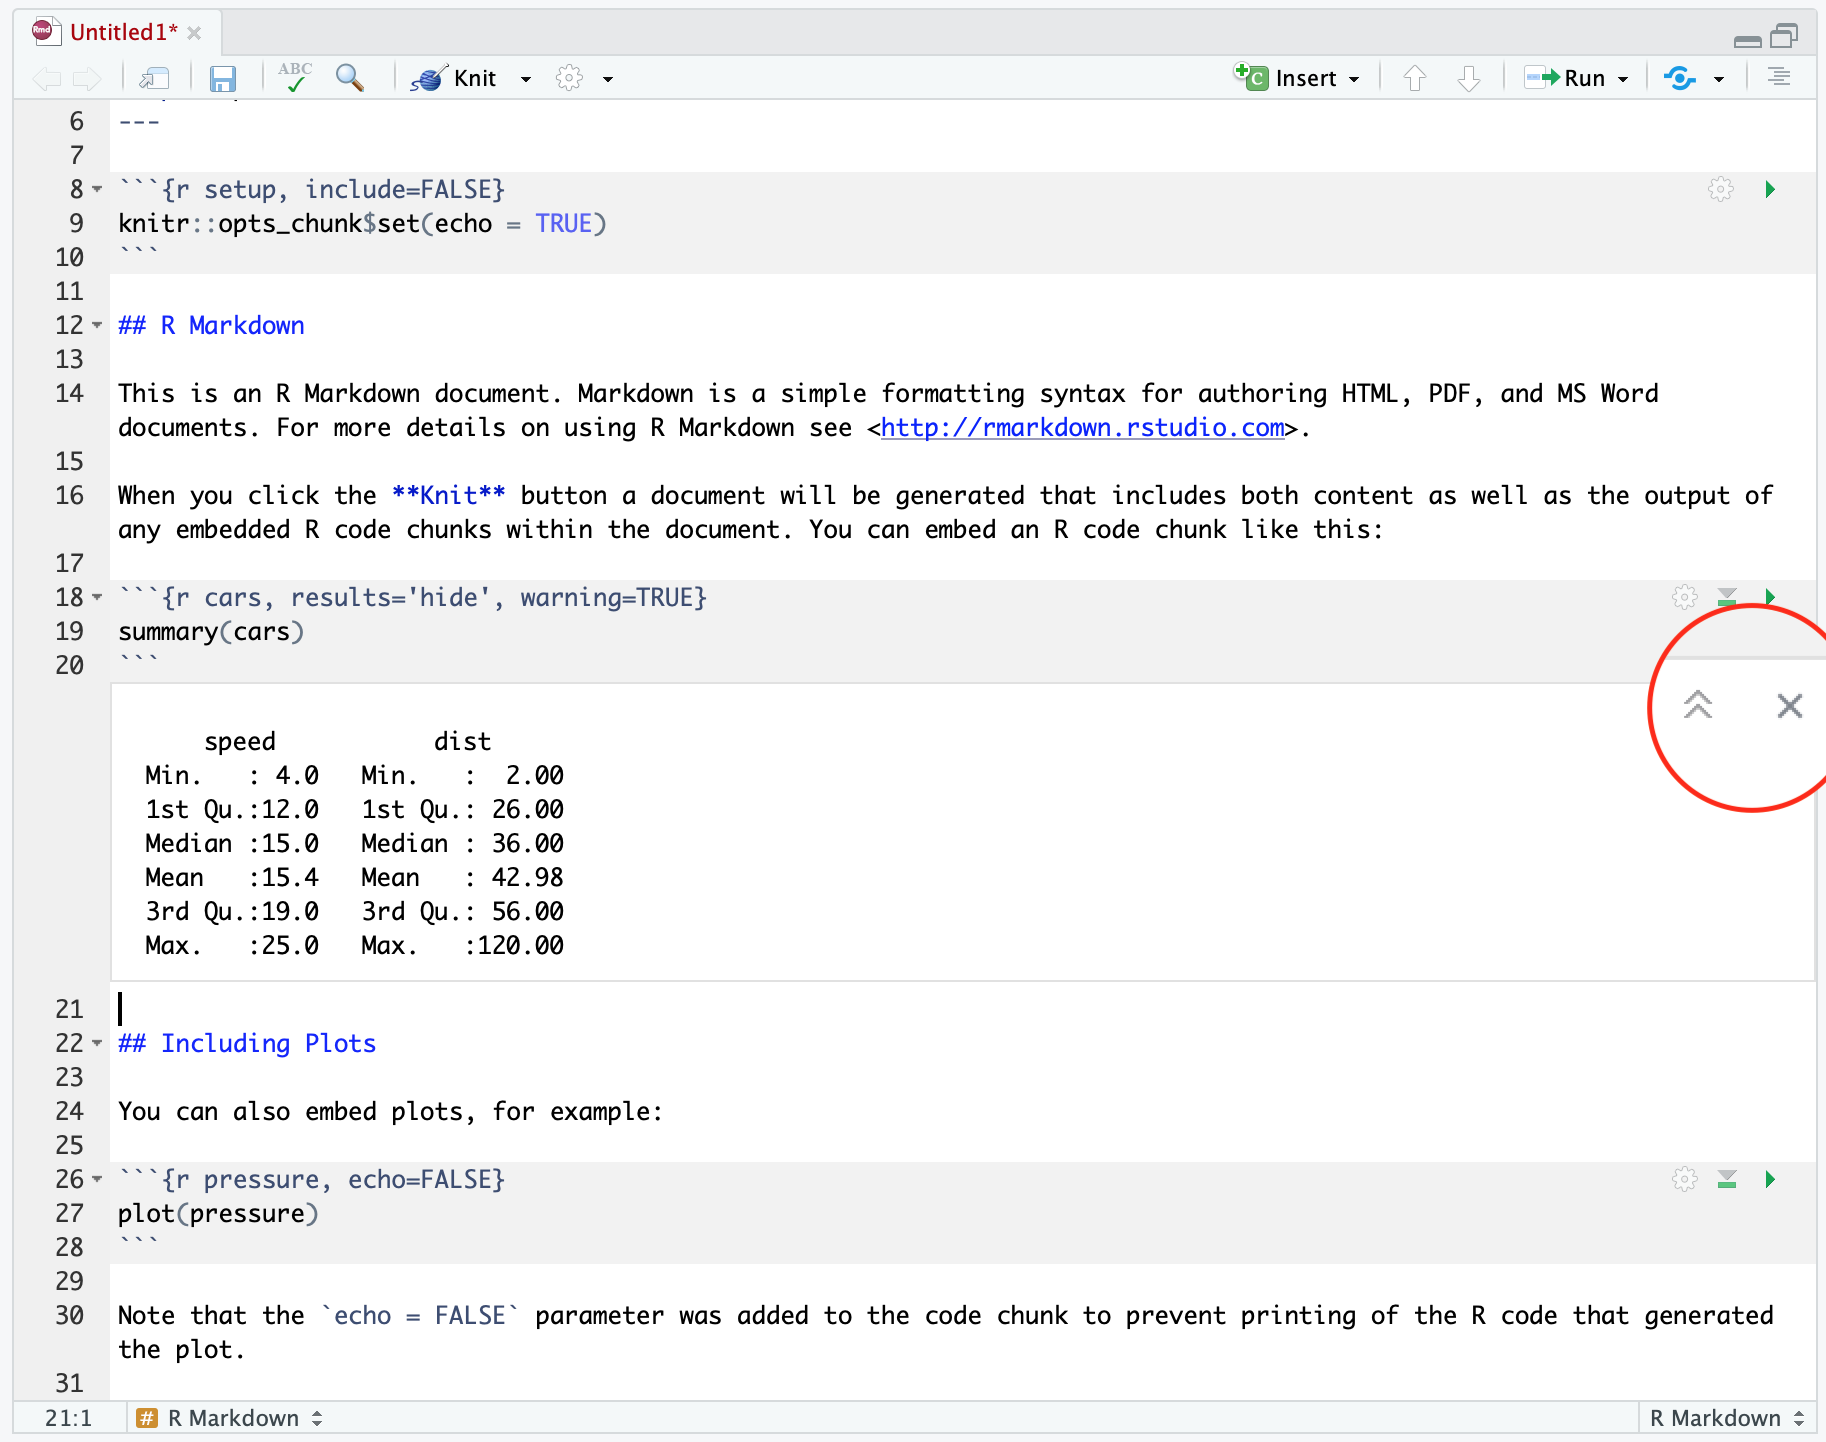 Untitled1*
ABC Knit Insert Run
6 ---
7
8 ```{r setup, include=FALSE}
9 knitr::opts_chunk$set(echo = TRUE)
10 ```
11
12 ## R Markdown
13
14 This is an R Markdown document. Markdown is a simple formatting syntax for authoring HTML, PDF, and MS Word
documents. For more details on using R Markdown see <http://rmarkdown.rstudio.com>.
15
16 When you click the **Knit** button a document will be generated that includes both content as well as the output of
any embedded R code chunks within the document. You can embed an R code chunk like this:
17
18 ```{r cars, results='hide', warning=TRUE}
19 summary(cars)
20 ```
speed dist
Min. : 4.0 Min. : 2.00
1st Qu.:12.0 1st Qu.: 26.00
Median :15.0 Median : 36.00
Mean :15.4 Mean : 42.98
3rd Qu.:19.0 3rd Qu.: 56.00
Max. :25.0 Max. :120.00
21
22 ## Including Plots
23
24 You can also embed plots, for example:
25
26 ```{r pressure, echo=FALSE}
27 plot(pressure)
28 ```
29
30 Note that the `echo = FALSE` parameter was added to the code chunk to prevent printing of the R code that generated
the plot.
31
21:1 # R Markdown R Markdown